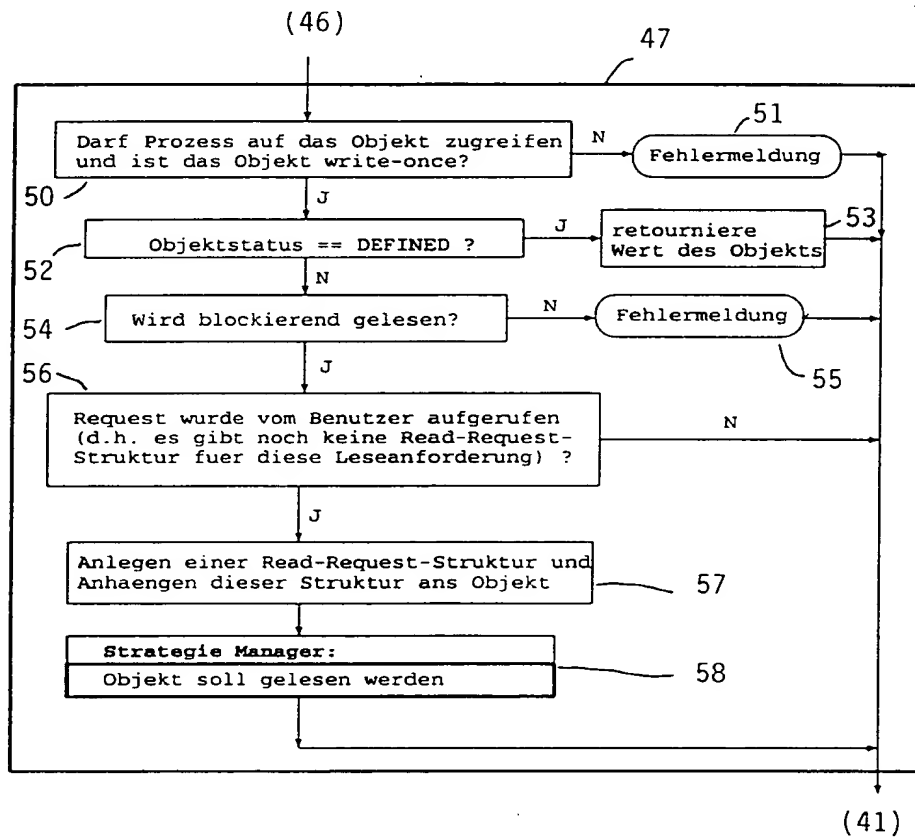 (46)
47
Darf Prozess auf das Objekt zugreifen
und ist das Objekt write-once?
N
51
Fehlermeldung
50
J
Objektstatus == DEFINED ?
J
retourniere
Wert des Objekts
53
52
N
Wird blockierend gelesen?
N
Fehlermeldung
54
55
J
56
Request wurde vom Benutzer aufgerufen
(d.h. es gibt noch keine Read-Request-
Struktur fuer diese Leseanforderung) ?
N
J
Anlegen einer Read-Request-Struktur und
Anhaengen dieser Struktur ans Objekt
57
Strategie Manager:
Objekt soll gelesen werden
58
(41)